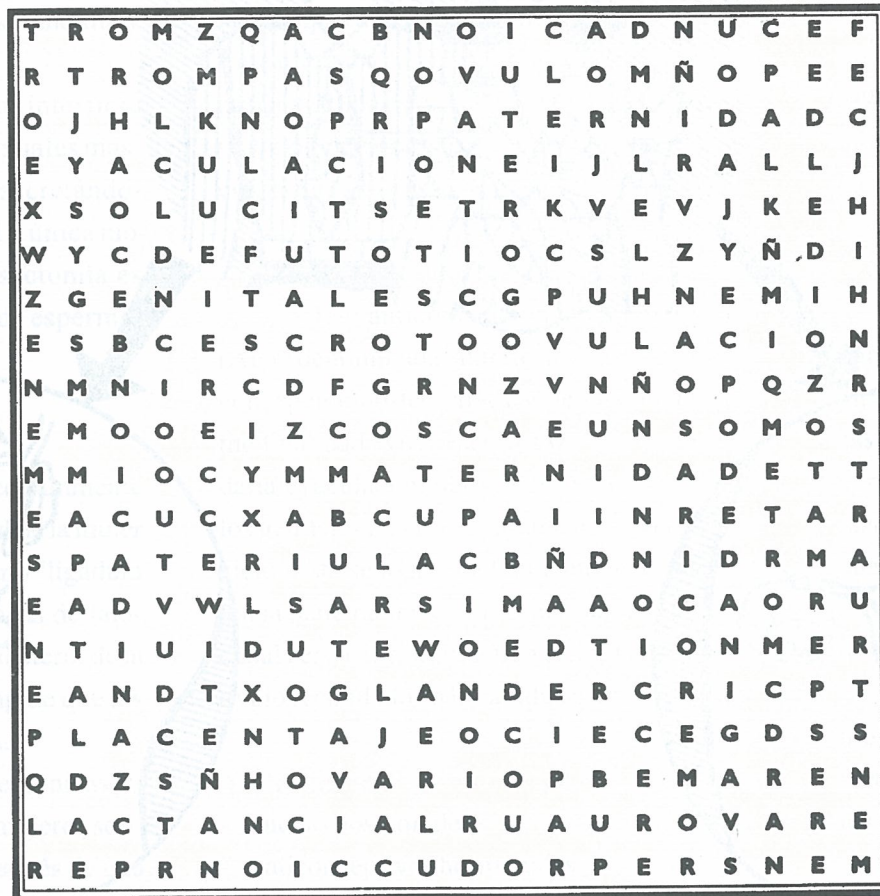 T R O M Z Q A C B N O I C A D N U C E F
R T R O M P A S Q O V U L O M Ñ O P E E
O J H L K N O P R P A T E R N I D A D C
E Y A C U L A C I O N E I J L R A L L J
X S O L U C I T S E T R K V E V J K E H
W Y C D E F U T O T I O C S L Z Y Ñ D I
Z G E N I T A L E S C G P U H N E M I H
E S B C E S C R O T O O V U L A C I O N
N M N I R C D F G R N Z V N Ñ O P Q Z R
E M O O E I Z C O S C A E U N S O M O S
M M I O C Y M M A T E R N I D A D E T T
E A C U C X A B C U P A I I N R E T A R
S P A T E R I U L A C B Ñ D N I D R M A
E A D V W L S A R S I M A A O C A O R U
N T I U I D U T E W O E D T I O N M E R
E A N D T X O G L A N D E R C R I C P T
P L A C E N T A J E O C I E C E G D S S
Q D Z S Ñ H O V A R I O P B E M A R E N
L A C T A N C I A L R U A U R O V A R E
R E P R N O I C C U D O R P E R S N E M